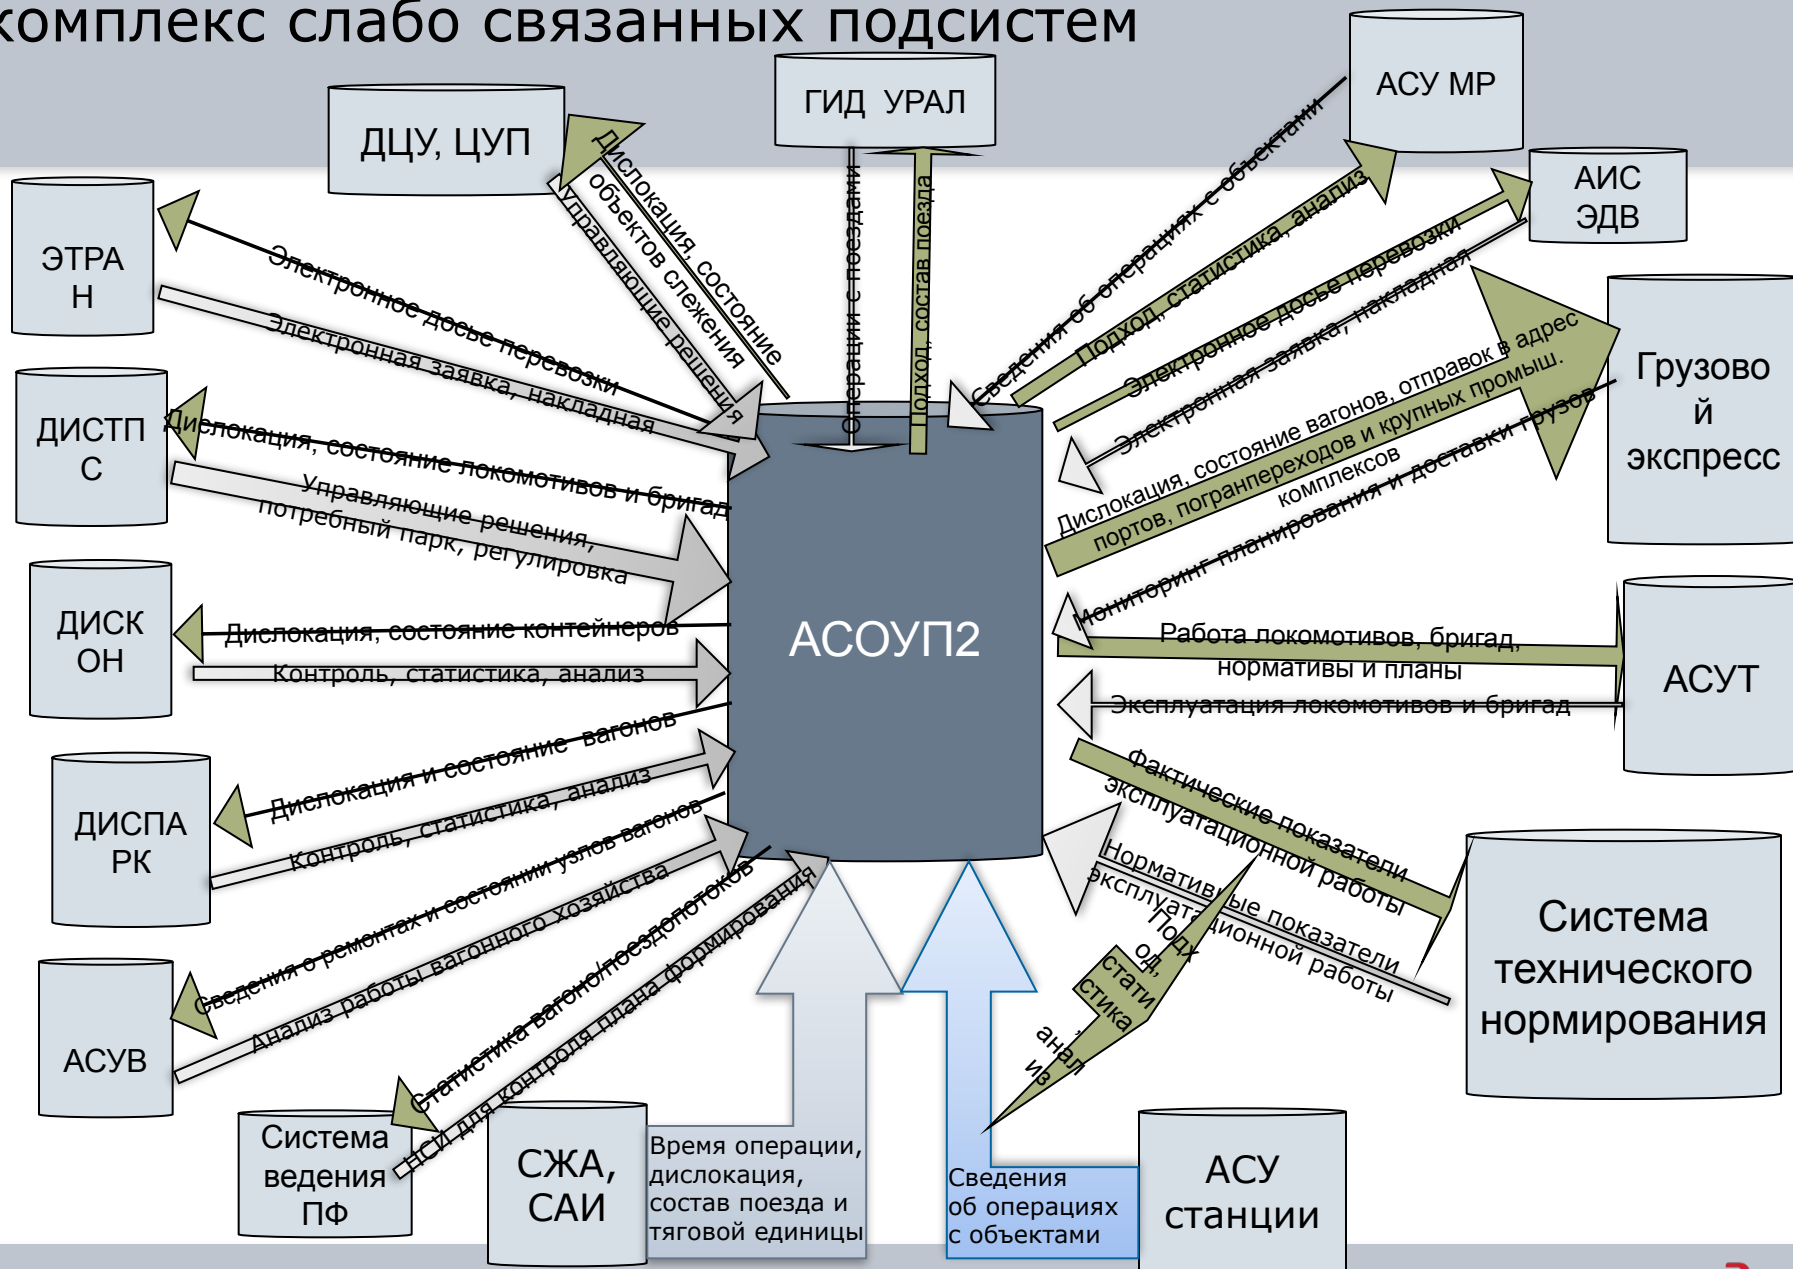 комплекс слабо связанных подсистем
ДЦУ, ЦУП
ГИД УРАЛ
АСУ МР
АИС
ЭДВ
ЭТРА
Н
ДИСТП
С
ДИСК
ОН
ДИСПА
РК
АСУВ
Система
ведения
ПФ
СЖА,
САИ
АСУ
станции
Система
технического
нормирования
АСУТ
Грузово
й
экспресс
АСОУП2
Дислокация, состояние
объектов слежения
Управляющие решения
Операции с поездами
Подход, состав поезда
Сведения об операциях с объектами
Подход, статистика, анализ
Электронное досье перевозки
Электронная заявка, накладная
Дислокация, состояние вагонов, отправок в адрес
портов, погранпереходов и крупных промыш.
комплексов
Мониторинг планирования и доставки грузов
Работа локомотивов, бригад,
нормативы и планы
Эксплуатация локомотивов и бригад
Фактические показатели
эксплуатационной работы
Нормативные показатели
эксплуатационной работы
Подх
од,
стати
стика
,
анал
из
Сведения
об операциях
с объектами
Время операции,
дислокация,
состав поезда и
тяговой единицы
Электронное досье перевозки
Электронная заявка, накладная
Дислокация, состояние локомотивов и бригад
Управляющие решения,
потребный парк, регулировка
Дислокация, состояние контейнеров
Контроль, статистика, анализ
Дислокация и состояние вагонов
Контроль, статистика, анализ
Сведения о ремонтах и состоянии узлов вагонов
Анализ работы вагонного хозяйства
Статистика вагоно/поездопотоков
НСИ для контроля плана формирования